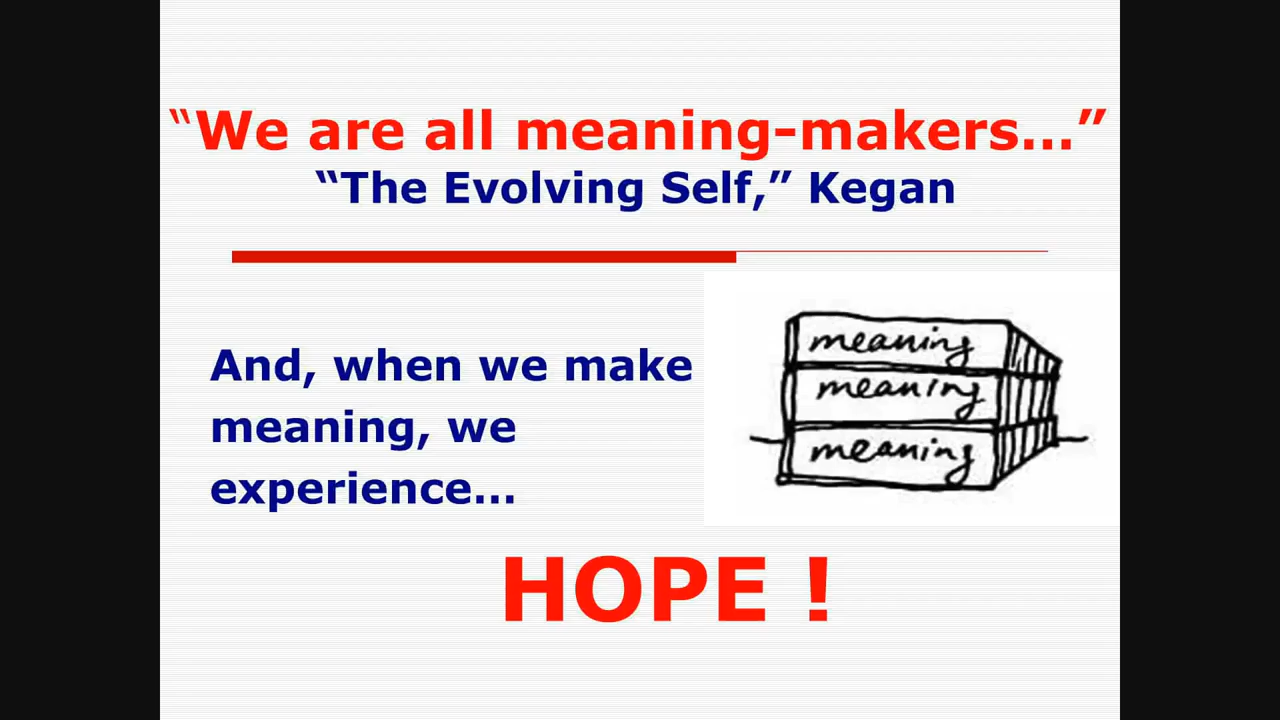 “We are all meaning-makers…”
“The Evolving Self,” Kegan
And, when we make
meaning, we
experience…
meaning
meaning
meaning
HOPE !